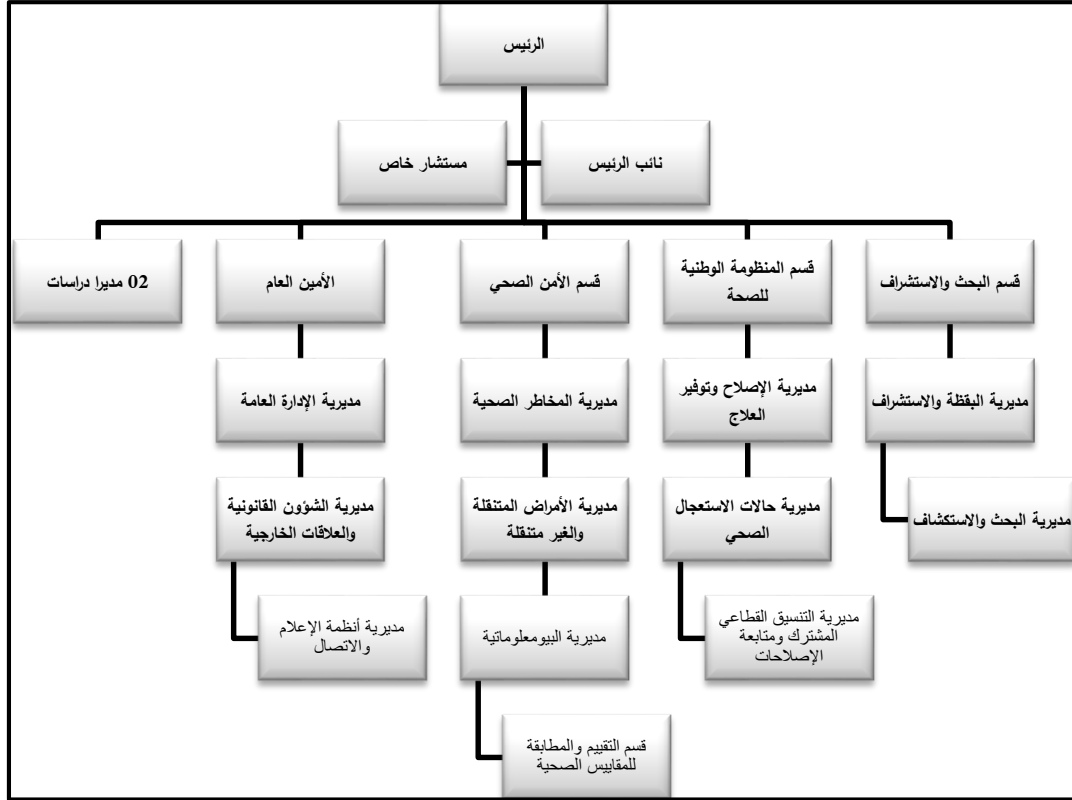 الرئيس
نائب الرئيس
مستشار خاص
قسم البحث والاستشراف
قسم المنظومة الوطنية
للصحة
قسم الأمن الصحي
الأمين العام
02 مديرا دراسات
مديرية اليقظة والاستشراف
مديرية الإصلاح وتوفير
العلاج
مديرية المخاطر الصحية
مديرية الإدارة العامة
مديرية البحث والاستكشاف
مديرية حالات الاستعجال
الصحي
مديرية الأمراض المتنقلة
والغير متنقلة
مديرية الشؤون القانونية
والعلاقات الخارجية
مديرية التنسيق القطاعي
المشترك ومتابعة
الإصلاحات
مديرية البيومعلوماتية
مديرية أنظمة الإعلام
والاتصال
قسم التقييم والمطابقة
للمقاييس الصحية